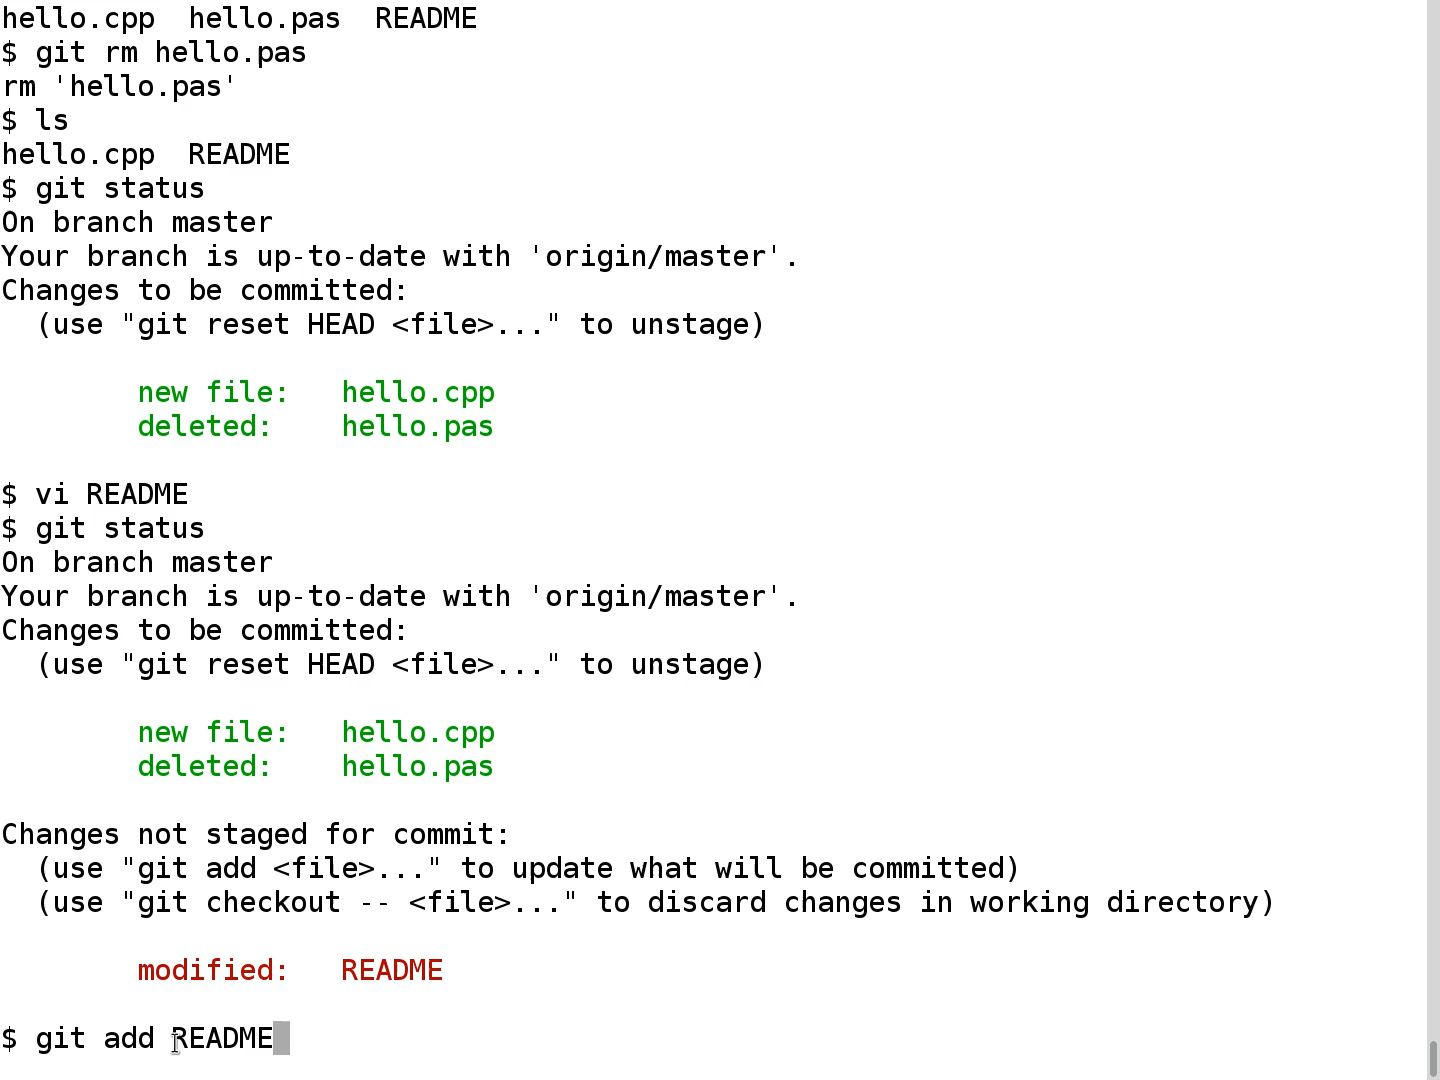 hello.cpp  hello.pas  README
$ git rm hello.pas
rm 'hello.pas'
$ ls
hello.cpp  README
$ git status
On branch master
Your branch is up-to-date with 'origin/master'.
Changes to be committed:
  (use "git reset HEAD <file>..." to unstage)

        new file:   hello.cpp
        deleted:    hello.pas

$ vi README
$ git status
On branch master
Your branch is up-to-date with 'origin/master'.
Changes to be committed:
  (use "git reset HEAD <file>..." to unstage)

        new file:   hello.cpp
        deleted:    hello.pas

Changes not staged for commit:
  (use "git add <file>..." to update what will be committed)
  (use "git checkout -- <file>..." to discard changes in working directory)

        modified:   README

$ git add README